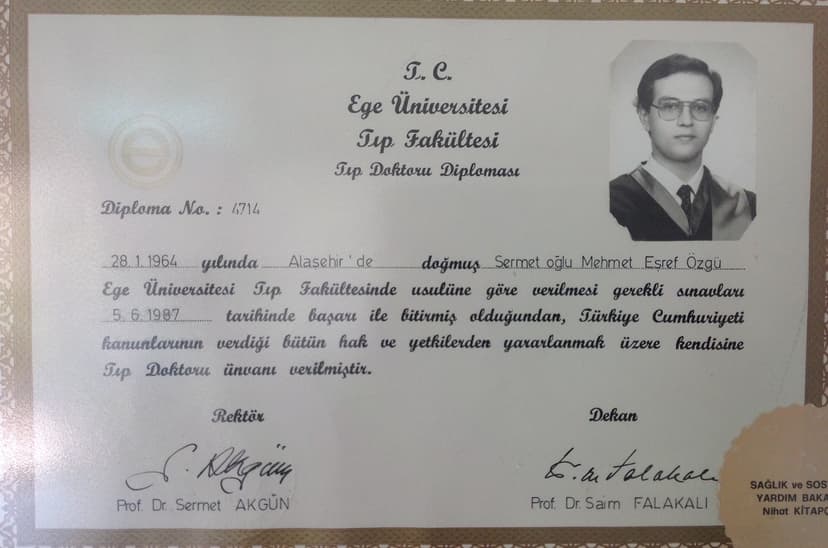 T. C.
Ege Üniversitesi
Tıp Fakültesi
Tıp Doktoru Diploması
Diploma No. : 4714
28.1.1964 yılında Alaşehir'de doğmuş Sermet oğlu Mehmet Eşref Özgü
Ege Üniversitesi Tıp Fakültesinde usulüne göre verilmesi gerekli sınavları
5.6.1987 tarihinde başarı ile bitirmiş olduğundan, Türkiye Cumhuriyeti
kanunlarının verdiği bütün hak ve yetkilerden yararlanmak üzere kendisine
Tıp Doktoru ünvanı verilmiştir.
Rektör
Dekan
Prof. Dr. Sermet AKGÜN
Prof. Dr. Saim FALAKALI
SAĞLIK ve SOS
YARDIM BAKA
Nihat KİTAPÇ